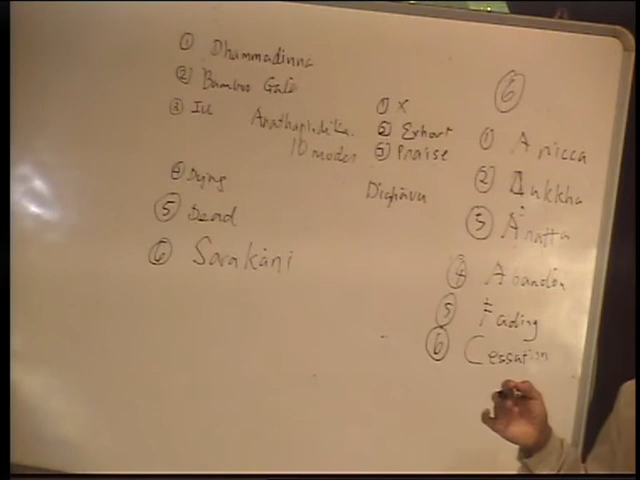 ① Dhammadinna
② Bamboo Gate
③ Ill Anathapindika
10 modes
④ Dying
⑤ Dead
⑥ Sarakāni
① X
② Exhort
③ Praise
Dighavu
⑥
① Anicca
② Dukkha
③ Anatta
④ Abandon
⑤ Fading
⑥ Cessation